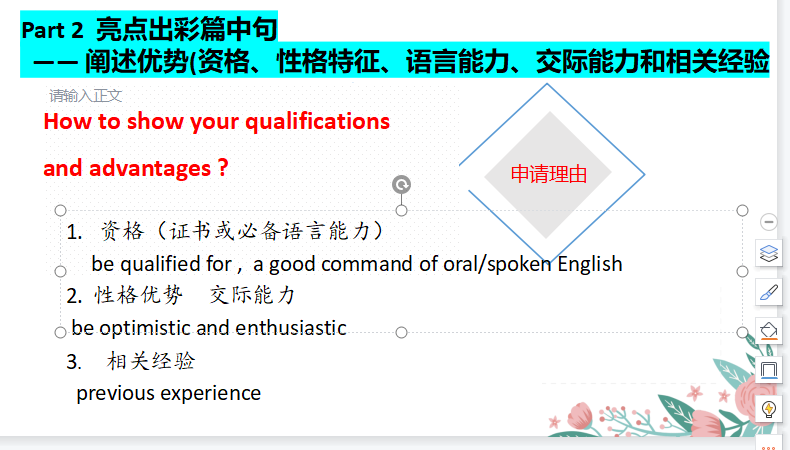 Part 2 亮点出彩篇中句
—— 阐述优势(资格、性格特征、语言能力、交际能力和相关经验
请输入正文
How to show your qualifications
and advantages ?
申请理由
1. 资格（证书或必备语言能力）
be qualified for , a good command of oral/spoken English
2. 性格优势 交际能力
be optimistic and enthusiastic
3. 相关经验
previous experience